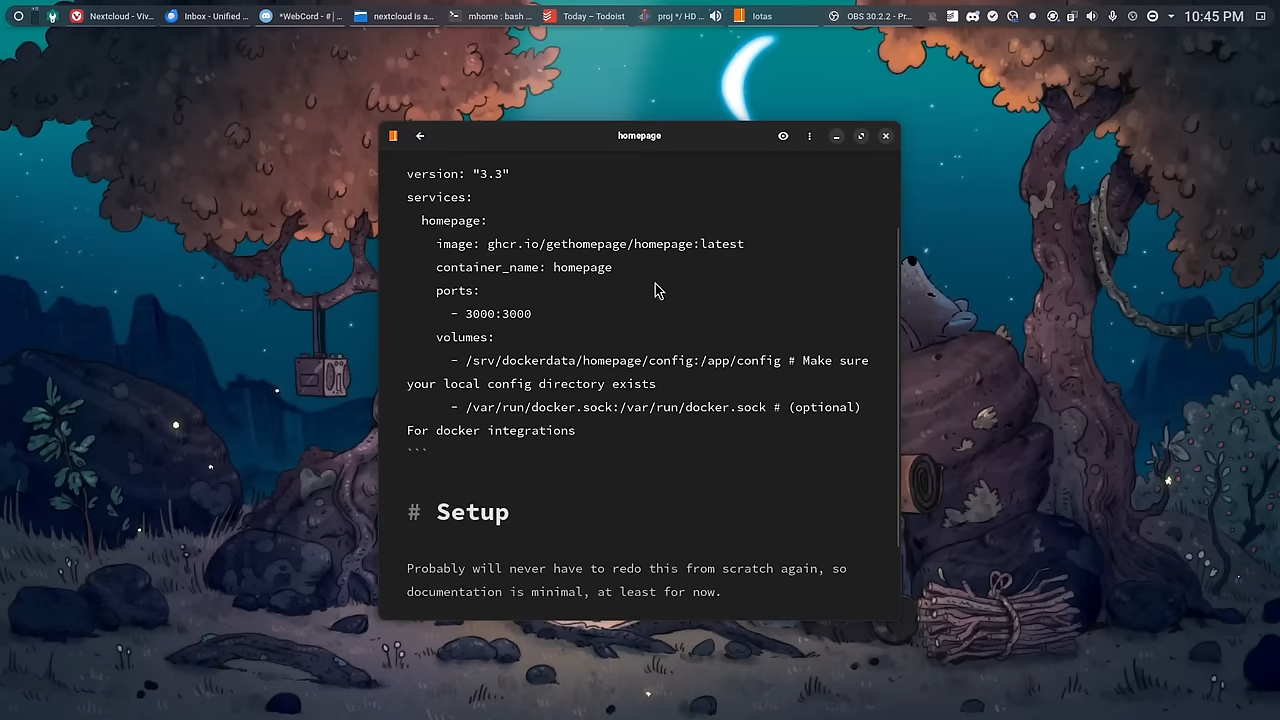 Nextcloud - Viv...
Inbox - Unified ...
*WebCord - # | ...
nextcloud is a...
mhome : bash ...
Today – Todoist
proj */ HD ...
Iotas
OBS 30.2.2 - Pr...
10:45 PM
homepage
version: "3.3"
services:
homepage:
image: ghcr.io/gethomepage/homepage:latest
container_name: homepage
ports:
- 3000:3000
volumes:
- /srv/dockerdata/homepage/config:/app/config # Make sure
your local config directory exists
- /var/run/docker.sock:/var/run/docker.sock # (optional)
For docker integrations
```
# Setup
Probably will never have to redo this from scratch again, so
documentation is minimal, at least for now.